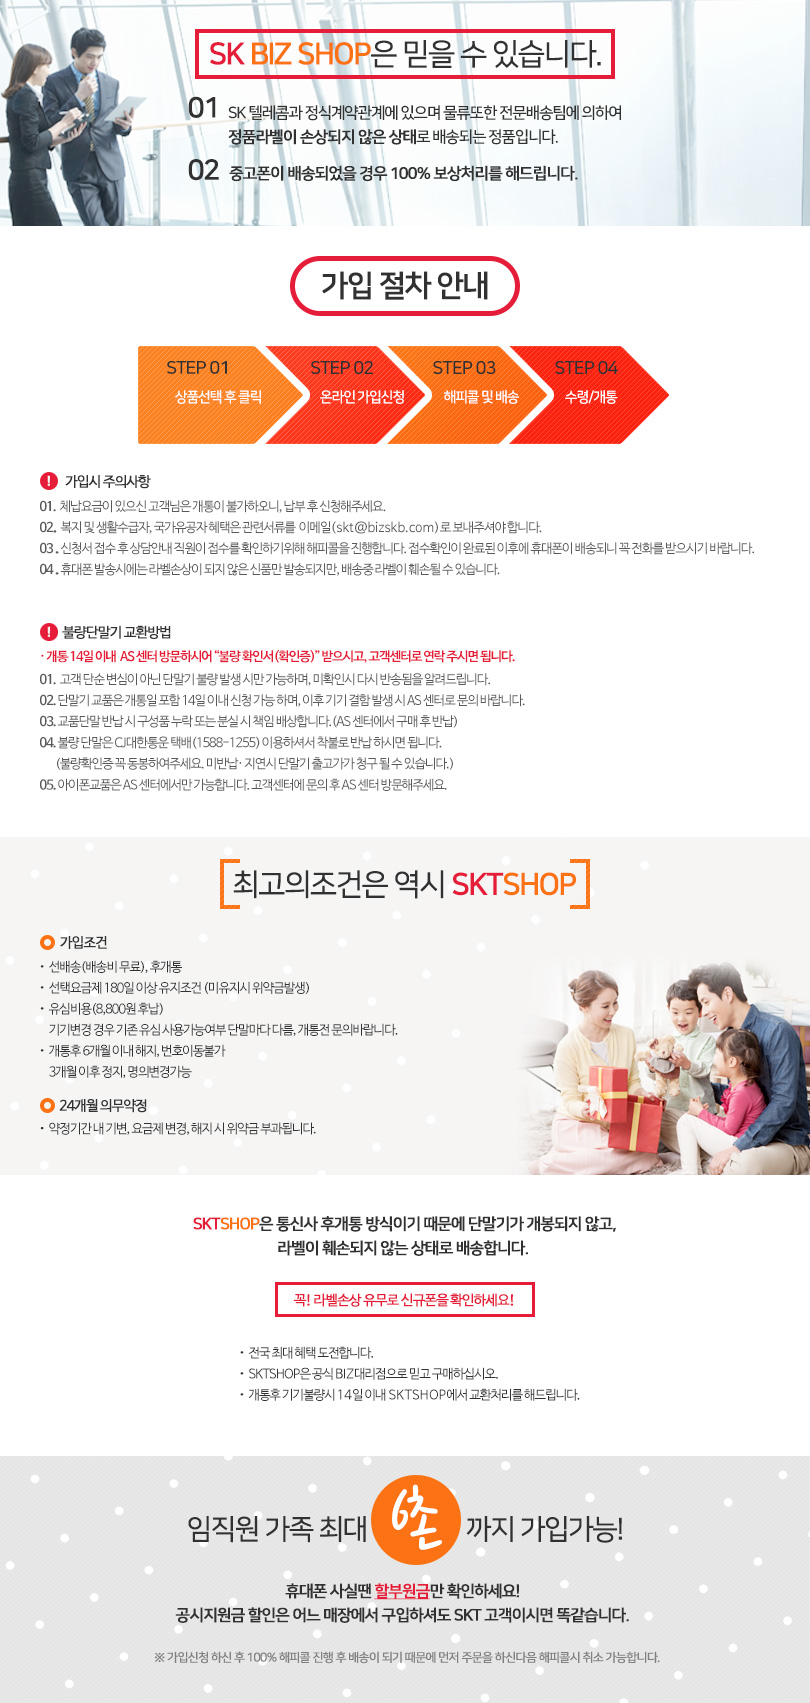 SK BIZ SHOP은 믿을 수 있습니다.
01 SK 텔레콤과 정식계약관계에 있으며 물류또한 전문배송팀에 의하여
정품라벨이 손상되지 않은 상태로 배송되는 정품입니다.
02 중고폰이 배송되었을 경우 100% 보상처리를 해드립니다.
가입 절차 안내
STEP 01
상품선택 후 클릭
STEP 02
온라인 가입신청
STEP 03
해피콜 및 배송
STEP 04
수령/개통
! 가입시 주의사항
01. 체납요금이 있으신 고객님은 개통이 불가하오니, 납부 후 신청해주세요.
02. 복지 및 생활수급자, 국가유공자 혜택은 관련서류를 이메일(skt@bizskb.com)로 보내주셔야 합니다.
03. 신청서 접수 후 상담안내 직원이 접수를 확인하기위해 해피콜을 진행합니다. 접수확인이 완료된 이후에 휴대폰이 배송되니 꼭 전화를 받으시기 바랍니다.
04. 휴대폰 발송시에는 라벨손상이 되지 않은 신품만 발송되지만, 배송중 라벨이 훼손될 수 있습니다.
! 불량단말기 교환방법
· 개통 14일 이내 AS 센터 방문하시어 “불량 확인서(확인증)” 받으시고, 고객센터로 연락 주시면 됩니다.
01. 고객 단순 변심이 아닌 단말기 불량 발생 시만 가능하며, 미확인시 다시 반송됨을 알려드립니다.
02. 단말기 교품은 개통일 포함 14일 이내 신청 가능 하며, 이후 기기 결함 발생 시 AS 센터로 문의 바랍니다.
03. 교품단말 반납 시 구성품 누락 또는 분실 시 책임 배상합니다. (AS 센터에서 구매 후 반납)
04. 불량 단말은 CJ대한통운 택배(1588-1255) 이용하셔서 착불로 반납 하시면 됩니다.
(불량확인증 꼭 동봉하여주세요. 미반납· 지연시 단말기 출고가가 청구 될 수 있습니다.)
05. 아이폰교품은 AS 센터에서만 가능합니다. 고객센터에 문의 후 AS 센터 방문해주세요.
최고의조건은 역시 SKTSHOP
가입조건
· 선배송(배송비 무료), 후개통
· 선택요금제 180일 이상 유지조건 (미유지시 위약금발생)
· 유심비용(8,800원 후납)
기기변경 경우 기존 유심 사용가능여부 단말마다 다름, 개통전 문의바랍니다.
· 개통후 6개월 이내 해지, 번호이동불가
3개월 이후 정지, 명의변경가능
24개월 의무약정
· 약정기간 내 기변, 요금제 변경, 해지 시 위약금 부과됩니다.
SKTSHOP은 통신사 후개통 방식이기 때문에 단말기가 개봉되지 않고,
라벨이 훼손되지 않는 상태로 배송합니다.
꼭! 라벨손상 유무로 신규폰을 확인하세요!
· 전국 최대 혜택 도전합니다.
· SKTSHOP은 공식 BIZ대리점으로 믿고 구매하십시오.
· 개통후 기기불량시 14일 이내 SKTSHOP에서 교환처리를 해드립니다.
임직원 가족 최대 6촌 까지 가입가능!
휴대폰 사실땐 할부원금만 확인하세요!
공시지원금 할인은 어느 매장에서 구입하셔도 SKT 고객이시면 똑같습니다.
※ 가입신청 하신 후 100% 해피콜 진행 후 배송이 되기 때문에 먼저 주문을 하신다음 해피콜시 취소 가능합니다.